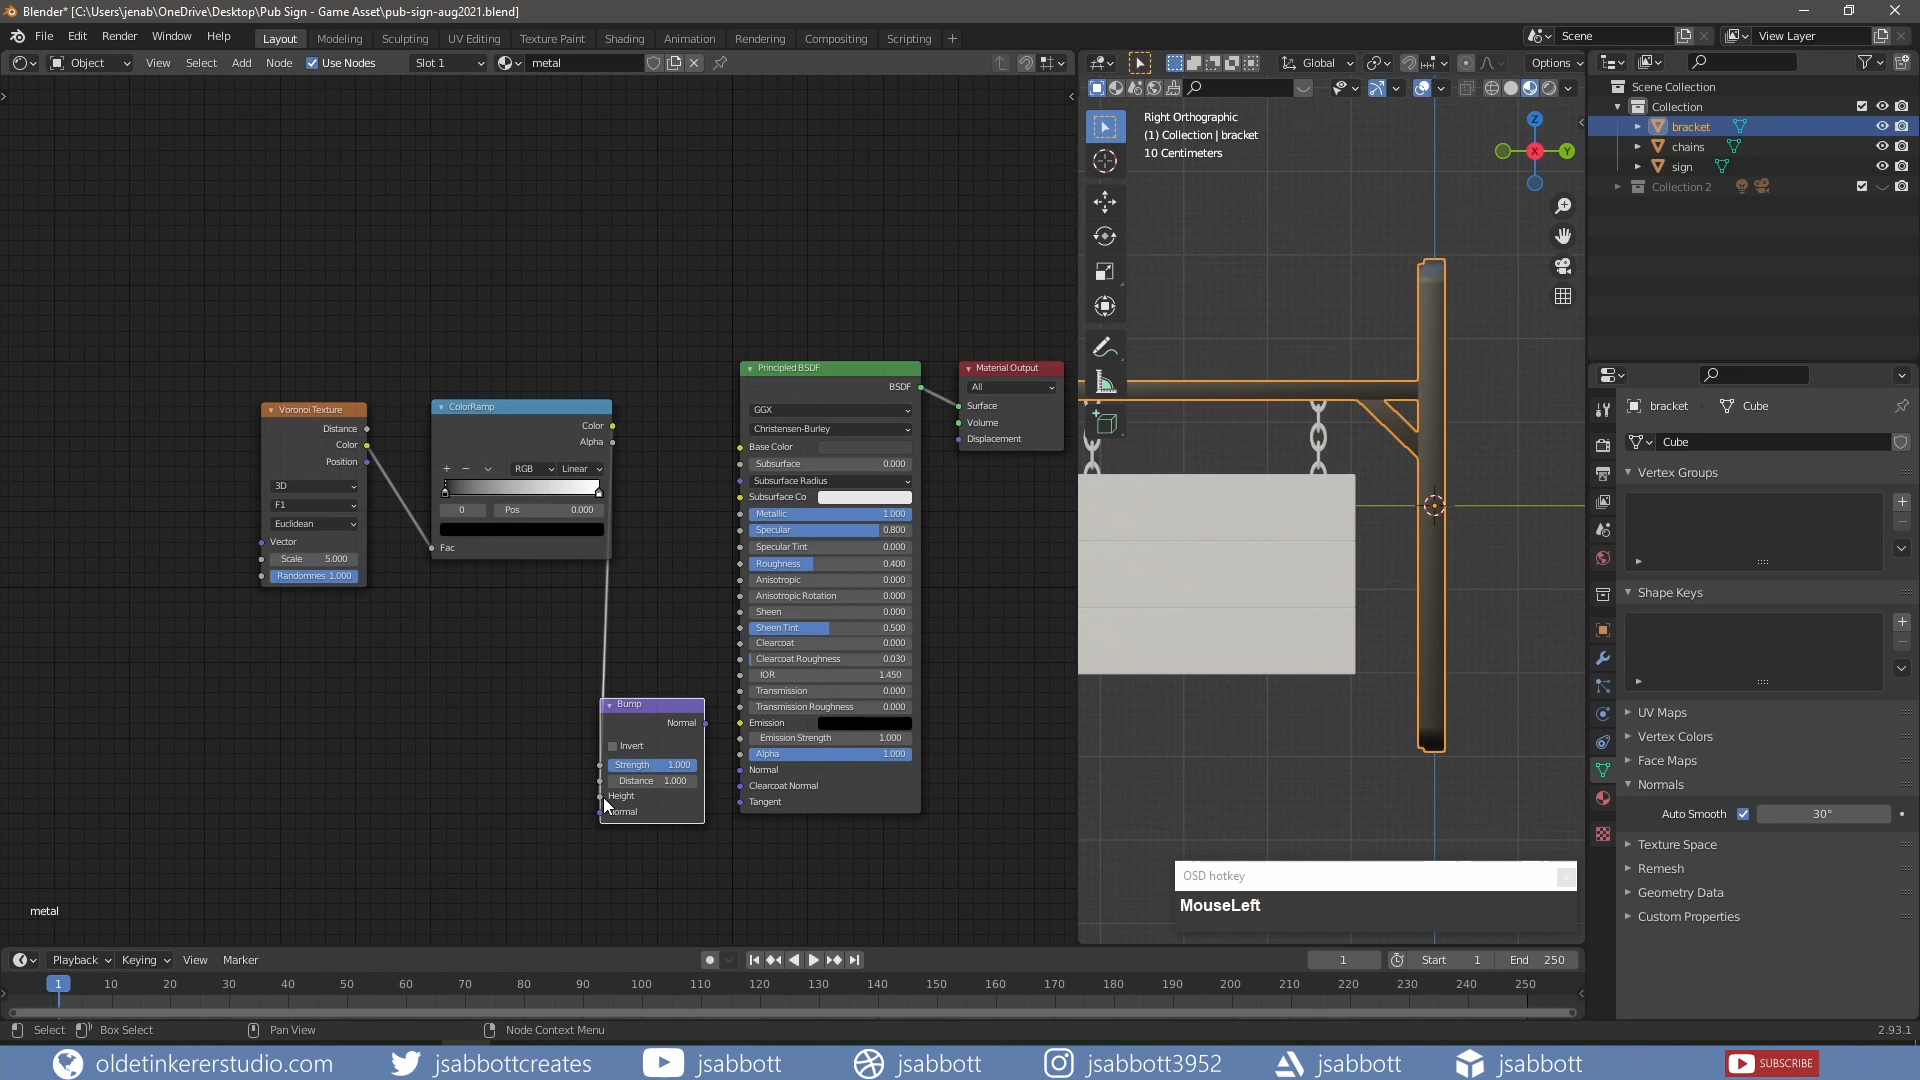 Blender* [C:\Users\jenab\OneDrive\Desktop\Pub Sign - Game Asset\pub-sign-aug2021.blend]
File Edit Render Window Help Layout Modeling Sculpting UV Editing Texture Paint Shading Animation Rendering Compositing Scripting + Scene View Layer
Object View Select Add Node Use Nodes Slot 1 metal Global Options
Right Orthographic
(1) Collection | bracket
10 Centimeters
Z
X
Y
Scene Collection
Collection
bracket
chains
sign
Collection 2
Voronoi Texture
Distance
Color
Position
3D
F1
Euclidean
Vector
Scale 5.000
Randomnes 1.000
ColorRamp
Color
Alpha
+ − RGB Linear
0 Pos 0.000
Fac
Principled BSDF
BSDF
GGX
Christensen-Burley
Base Color
Subsurface 0.000
Subsurface Radius
Subsurface Co
Metallic 1.000
Specular 0.800
Specular Tint 0.000
Roughness 0.400
Anisotropic 0.000
Anisotropic Rotation 0.000
Sheen 0.000
Sheen Tint 0.500
Clearcoat 0.000
Clearcoat Roughness 0.030
IOR 1.450
Transmission 0.000
Transmission Roughness 0.000
Emission
Emission Strength 1.000
Alpha 1.000
Normal
Clearcoat Normal
Tangent
Material Output
All
Surface
Volume
Displacement
Bump
Normal
Invert
Strength 1.000
Distance 1.000
Height
metal
OSD hotkey
MouseLeft
bracket Cube
Cube
Vertex Groups
Shape Keys
UV Maps
Vertex Colors
Face Maps
Normals
Auto Smooth 30°
Texture Space
Remesh
Geometry Data
Custom Properties
Playback Keying View Marker 1 Start 1 End 250
1 10 20 30 40 50 60 70 80 90 100 110 120 130 140 150 160 170 180 190 200 210 220 230 240 250
Select Box Select Pan View Node Context Menu 2.93.1
oldetinkererstudio.com jsabbottcreates jsabbott jsabbott jsabbott3952 jsabbott jsabbott SUBSCRIBE